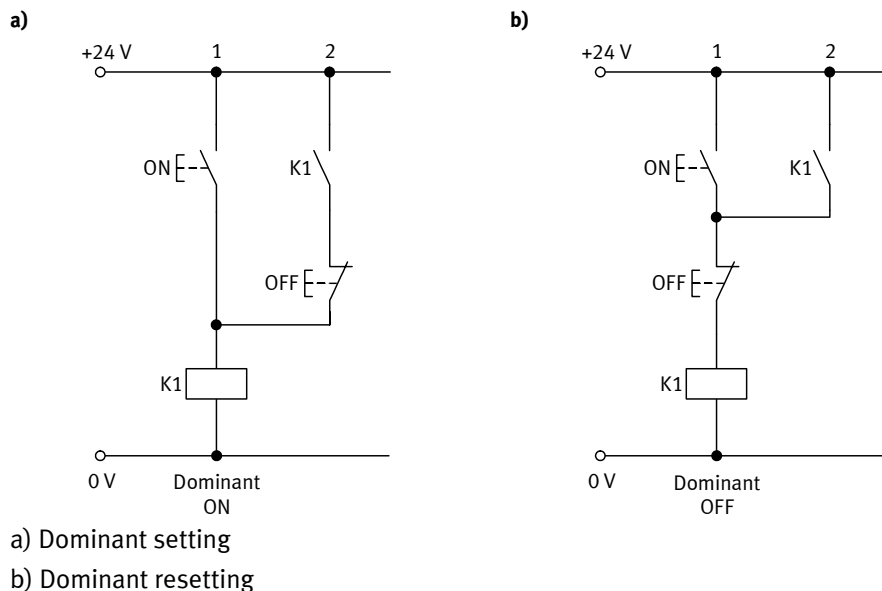 a)
+24 V 1 2
ON K1
OFF
K1
0 V Dominant
ON
b)
+24 V 1 2
ON K1
OFF
K1
0 V Dominant
OFF
a) Dominant setting
b) Dominant resetting